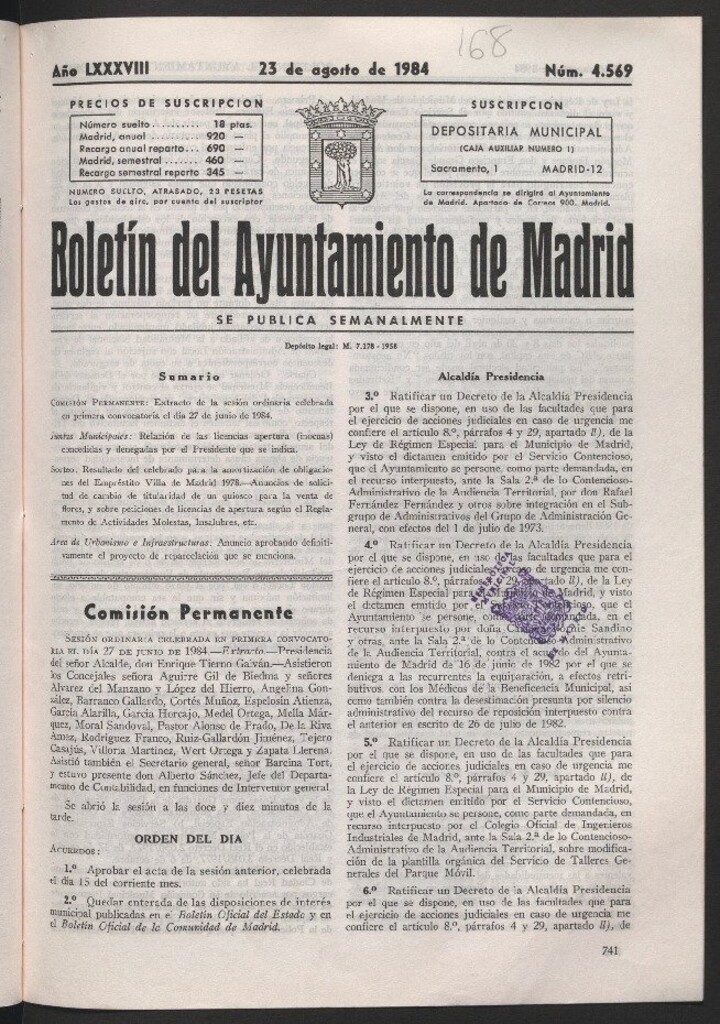 168
Año LXXXVIII
23 de agosto de 1984
Núm. 4.569
PRECIOS DE SUSCRIPCION
Número suelto .......... 18 ptas.
Madrid, anual ........... 920 —
Recargo anual reparto... 690 —
Madrid, semestral ....... 460 —
Recargo semestral reparto 345 —
NUMERO SUELTO, ATRASADO, 23 PESETAS
Los gastos de giro, por cuenta del suscriptor
SUSCRIPCION
DEPOSITARIA MUNICIPAL
(CAJA AUXILIAR NUMERO 1)
Sacramento, 1 MADRID-12
La correspondencia se dirigirá al Ayuntamiento
de Madrid. Apartado de Correos 900. Madrid.
Boletín del Ayuntamiento de Madrid
SE PUBLICA SEMANALMENTE
Depósito legal: M. 7.178 - 1958
Sumario
COMISIÓN PERMANENTE: Extracto de la sesión ordinaria celebrada
en primera convocatoria el día 27 de junio de 1984.
Juntas Municipales: Relación de las licencias apertura (inocuas)
concedidas y denegadas por el Presidente que se indica.
Sorteo. Resultado del celebrado para la amortización de obligacio-
nes del Empréstito Villa de Madrid 1978.—Anuncios de solici-
tud de cambio de titularidad de un quiosco para la venta de
flores, y sobre peticiones de licencias de apertura según el Regla-
mento de Actividades Molestas, Insalubres, etc.
Area de Urbanismo e Infraestructuras: Anuncio aprobando definiti-
vamente el proyecto de reparcelación que se menciona.
Comisión Permanente
SESIÓN ORDINARIA CELEBRADA EN PRIMERA CONVOCATO-
RIA EL DÍA 27 DE JUNIO DE 1984.—Extracto.—Presidencia
del señor Alcalde, don Enrique Tierno Galván.—Asistieron
los Concejales señora Aguirre Gil de Biedma y señores
Alvarez del Manzano y López del Hierro, Angelina Gon-
zález, Barranco Gallardo, Cortés Muñoz, Espelosín Atienza,
García Alarilla, García Horcajo, Medel Ortega, Mella Már-
quez, Moral Sandoval, Pastor Alonso de Prado, De la Riva
Amez, Rodríguez Franco, Ruiz-Gallardón Jiménez, Tejero
Casajús, Villoria Martínez, Wert Ortega y Zapata Llerena.
Asistió también el Secretario general, señor Barcina Tort,
y estuvo presente don Alberto Sánchez, Jefe del Departa-
mento de Contabilidad, en funciones de Interventor general.
Se abrió la sesión a las doce y diez minutos de la
tarde.
ORDEN DEL DIA
ACUERDOS:
1.º Aprobar el acta de la sesión anterior, celebrada
el día 15 del corriente mes.
2.º Quedar enterada de las disposiciones de interés
municipal publicadas en el Boletín Oficial del Estado y en
el Boletín Oficial de la Comunidad de Madrid.
Alcaldía Presidencia
3.º Ratificar un Decreto de la Alcaldía Presidencia
por el que se dispone, en uso de las facultades que para
el ejercicio de acciones judiciales en caso de urgencia me
confiere el artículo 8.º, párrafos 4 y 29, apartado ll), de la
Ley de Régimen Especial para el Municipio de Madrid,
y visto el dictamen emitido por el Servicio Contencioso,
que el Ayuntamiento se persone, como parte demandada, en
el recurso interpuesto, ante la Sala 2.ª de lo Contencioso-
Administrativo de la Audiencia Territorial, por don Rafael
Fernández Fernández y otros sobre integración en el Sub-
grupo de Administrativos del Grupo de Administración Ge-
neral, con efectos del 1 de julio de 1973.
4.º Ratificar un Decreto de la Alcaldía Presidencia
por el que se dispone, en uso de las facultades que para el
ejercicio de acciones judiciales en caso de urgencia me con-
fiere el artículo 8.º, párrafos 4 y 29, apartado ll), de la Ley
de Régimen Especial para el Municipio de Madrid, y visto
el dictamen emitido por el Servicio Contencioso, que el
Ayuntamiento se persone, como parte demandada, en el
recurso interpuesto por doña Sandino
y otras, ante la Sala 2.ª de lo Contencioso-Administrativo
de la Audiencia Territorial, contra el acuerdo del Ayunta-
miento de Madrid de 16 de junio de 1982 por el que se
deniega a las recurrentes la equiparación, a efectos retri-
butivos, con los Médicos de la Beneficencia Municipal, así
como también contra la desestimación presunta por silencio
administrativo del recurso de reposición interpuesto contra
el anterior en escrito de 26 de julio de 1982.
5.º Ratificar un Decreto de la Alcaldía Presidencia
por el que se dispone, en uso de las facultades que para
el ejercicio de acciones judiciales en caso de urgencia me
confiere el artículo 8.º, párrafos 4 y 29, apartado ll), de
la Ley de Régimen Especial para el Municipio de Madrid,
y visto el dictamen emitido por el Servicio Contencioso,
que el Ayuntamiento se persone, como parte demandada, en
recurso interpuesto por el Colegio Oficial de Ingenieros
Industriales de Madrid, ante la Sala 2.ª de lo Contencioso-
Administrativo de la Audiencia Territorial, sobre modifica-
ción de la plantilla orgánica del Servicio de Talleres Ge-
nerales del Parque Móvil.
6.º Ratificar un Decreto de la Alcaldía Presidencia
por el que se dispone, en uso de las facultades que para
el ejercicio de acciones judiciales en caso de urgencia me
confiere el artículo 8.º, párrafos 4 y 29, apartado ll), de
741